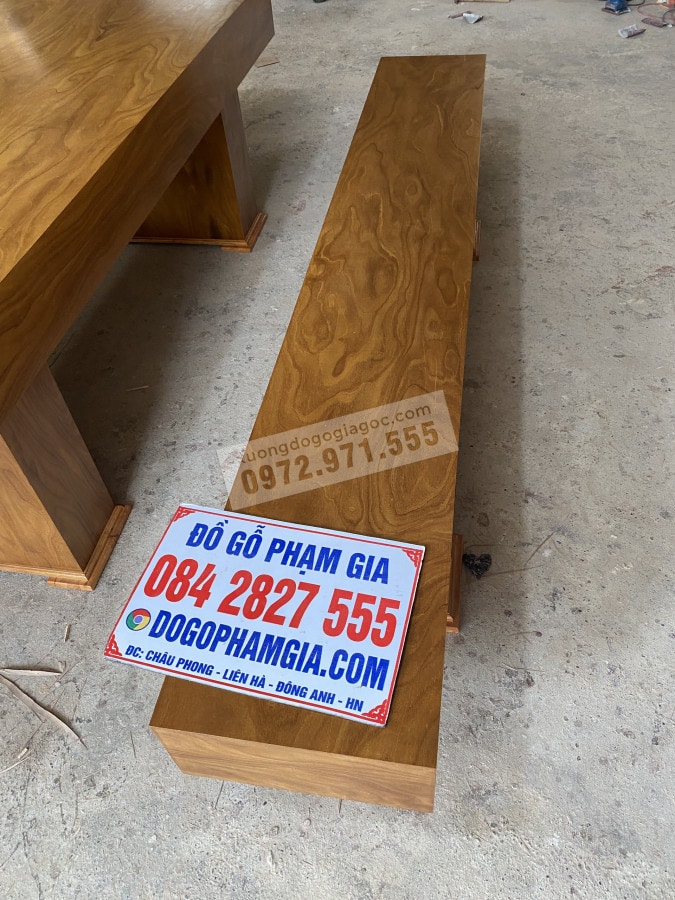 xuongdogogiagoc.com
0972.971.555
ĐỒ GỖ PHẠM GIA
084 2827 555
DOGOPHAMGIA.COM
ĐC: CHÂU PHONG - LIÊN HÀ - ĐÔNG ANH - HN